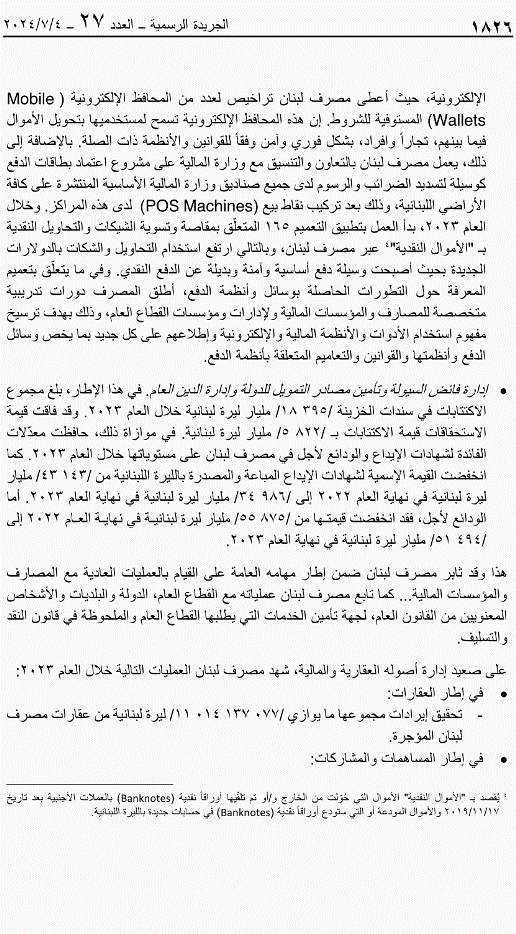 ١٨٢٦
الجريدة الرسمية – العدد ٢٧ – ٢٠٢٤/٧/٤
الإلكترونية، حيث أعطى مصرف لبنان تراخيص لعدد من المحافظ الإلكترونية (Mobile
Wallets) المستوفية للشروط. إن هذه المحافظ الإلكترونية تسمح لمستخدميها بتحويل الأموال
فيما بينهم، تجاراً وافراد، بشكل فوري وآمن وفقاً للقوانين والأنظمة ذات الصلة. بالإضافة إلى
ذلك، يعمل مصرف لبنان بالتعاون والتنسيق مع وزارة المالية على مشروع اعتماد بطاقات الدفع
كوسيلة لتسديد الضرائب والرسوم لدى جميع صناديق وزارة المالية الأساسية المنتشرة على كافة
الأراضي اللبنانية، وذلك بعد تركيب نقاط بيع (POS Machines) لدى هذه المراكز. وخلال
العام ٢٠٢٣، بدأ العمل بتطبيق التعميم ١٦٥ المتعلّق بمقاصة وتسوية الشيكات والتحاويل النقدية
بـ "الأموال النقدية"٤ عبر مصرف لبنان، وبالتالي ارتفع استخدام التحاويل والشكات بالدولارات
الجديدة بحيث أصبحت وسيلة دفع أساسية وآمنة وبديلة عن الدفع النقدي. وفي ما يتعلّق بتعميم
المعرفة حول التطورات الحاصلة بوسائل وأنظمة الدفع، أطلق المصرف دورات تدريبية
متخصصة للمصارف والمؤسسات المالية ولإدارات ومؤسسات القطاع العام، وذلك بهدف ترسيخ
مفهوم استخدام الأدوات والأنظمة المالية والإلكترونية وإطلاعهم على كل جديد بما يخص وسائل
الدفع وأنظمتها والقوانين والتعاميم المتعلقة بأنظمة الدفع.
• إدارة فائض السيولة وتأمين مصادر التمويل للدولة وإدارة الدين العام. في هذا الإطار، بلغ مجموع
الاكتتابات في سندات الخزينة /٣٩٥ ١٨/ مليار ليرة لبنانية خلال العام ٢٠٢٣. وقد فاقت قيمة
الاستحقاقات قيمة الاكتتابات بـ /٨٢٢ ٥/ مليار ليرة لبنانية. في موازاة ذلك، حافظت معدّلات
الفائدة لشهادات الإيداع والودائع لأجل في مصرف لبنان على مستوياتها خلال العام ٢٠٢٣. كما
انخفضت القيمة الإسمية لشهادات الإيداع المباعة والمصدرة بالليرة اللبنانية من /١٤٣ ٤٣/ مليار
ليرة لبنانية في نهاية العام ٢٠٢٢ إلى /٩٨٦ ٣٤/ مليار ليرة لبنانية في نهاية العام ٢٠٢٣. أما
الودائع لأجل، فقد انخفضت قيمتها من /٨٧٥ ٥٥/ مليار ليرة لبنانية في نهاية العام ٢٠٢٢ إلى
/٤٩٤ ٥١/ مليار ليرة لبنانية في نهاية العام ٢٠٢٣.
هذا وقد ثابر مصرف لبنان ضمن إطار مهامه العامة على القيام بالعمليات العادية مع المصارف
والمؤسسات المالية... كما تابع مصرف لبنان عملياته مع القطاع العام، الدولة والبلديات والأشخاص
المعنويين من القانون العام، لجهة تأمين الخدمات التي يطلبها القطاع العام والملحوظة في قانون النقد
والتسليف.
على صعيد إدارة أصوله العقارية والمالية، شهد مصرف لبنان العمليات التالية خلال العام ٢٠٢٣:
• في إطار العقارات:
- تحقيق إيرادات مجموعها ما يوازي /٠٧٧ ١٣٧ ٠١٤ ١١/ ليرة لبنانية من عقارات مصرف
لبنان المؤجرة.
• في إطار المساهمات والمشاركات:
٤ يُقصد بـ "الأموال النقدية" الأموال التي حُوّلت من الخارج و/أو تم تلقّيها أوراقاً نقدية (Banknotes) بالعملات الأجنبية بعد تاريخ
٢٠١٩/١١/١٧ والأموال المودعة أو التي ستودع أوراقاً نقدية (Banknotes) في حسابات جديدة بالليرة اللبنانية.